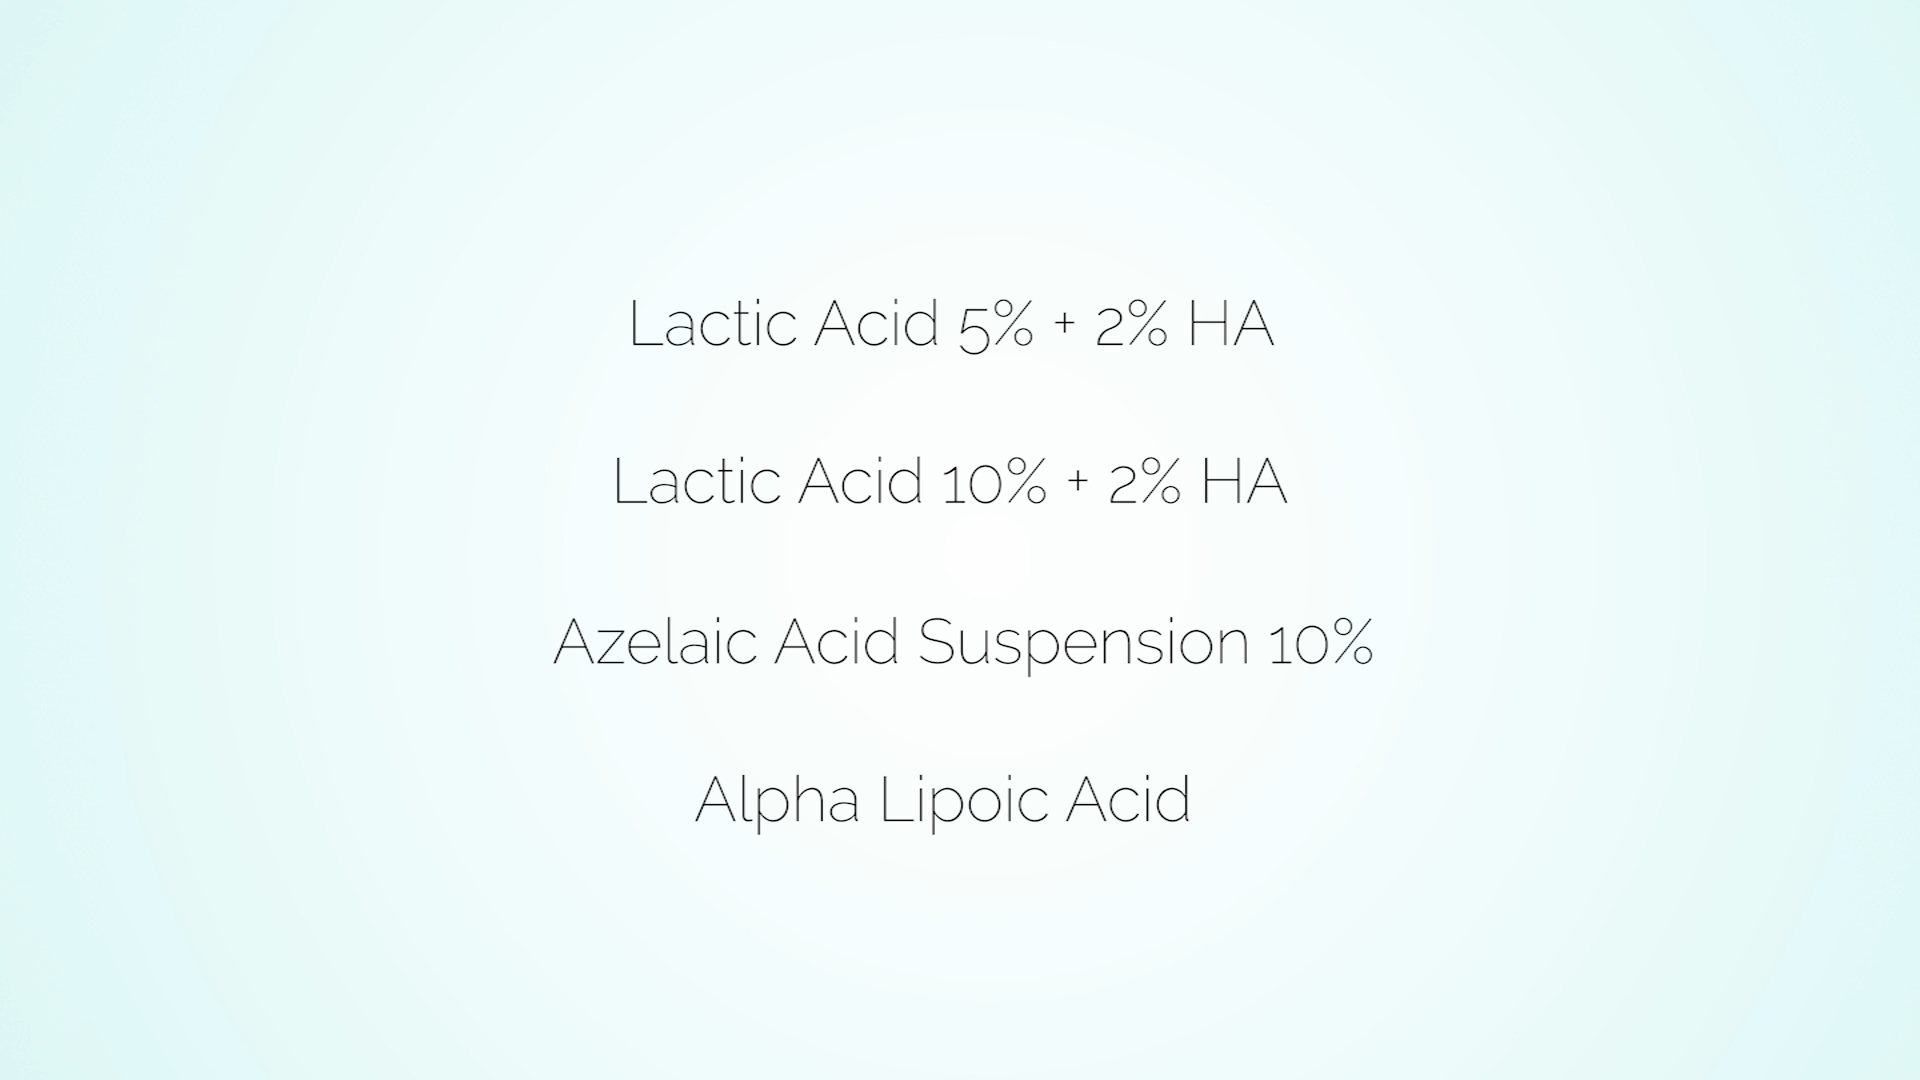 Lactic Acid 5% + 2% HA
Lactic Acid 10% + 2% HA
Azelaic Acid Suspension 10%
Alpha Lipoic Acid